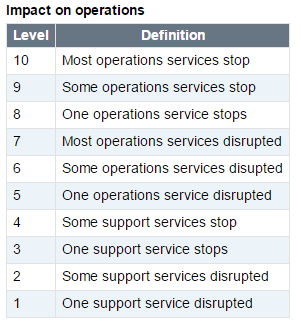 Impact on operations
Level Definition
10 Most operations services stop
9 Some operations services stop
8 One operations service stops
7 Most operations services disrupted
6 Some operations services disupted
5 One operations service disrupted
4 Some support services stop
3 One support service stops
2 Some support services disrupted
1 One support service disrupted